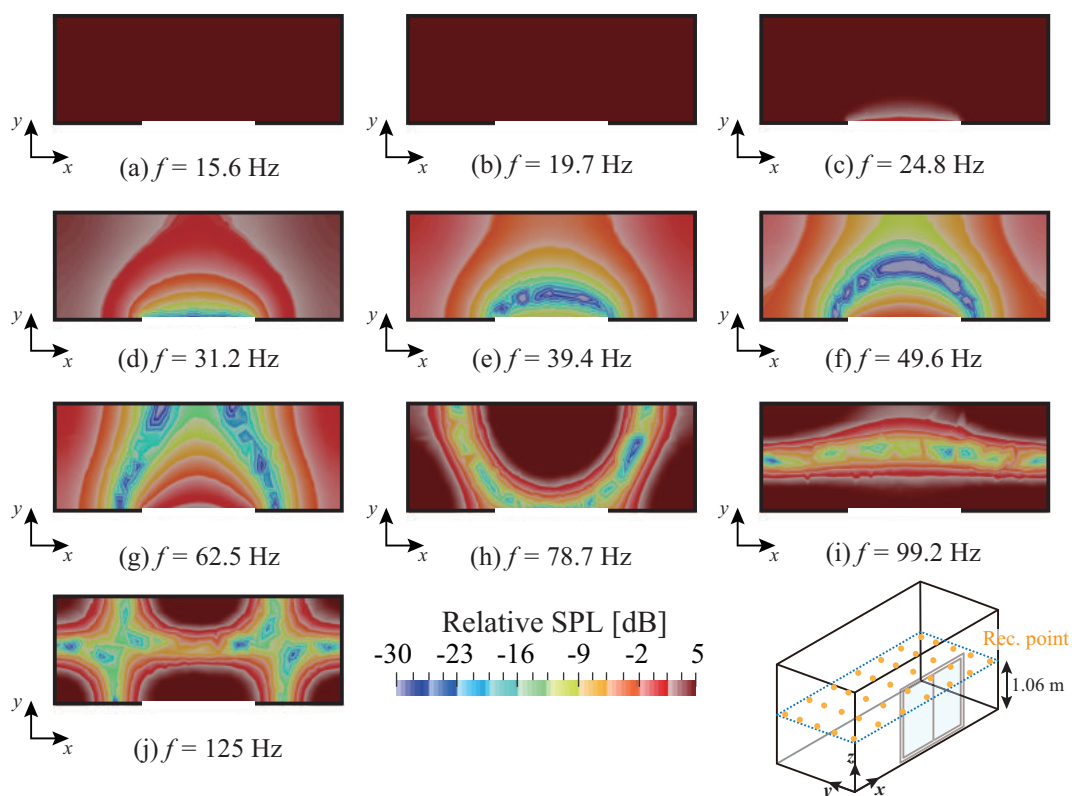 y
x
(a) f = 15.6 Hz
y
x
(b) f = 19.7 Hz
y
x
(c) f = 24.8 Hz
y
x
(d) f = 31.2 Hz
y
x
(e) f = 39.4 Hz
y
x
(f) f = 49.6 Hz
y
x
(g) f = 62.5 Hz
y
x
(h) f = 78.7 Hz
y
x
(i) f = 99.2 Hz
y
x
(j) f = 125 Hz
Relative SPL [dB]
-30 -23 -16 -9 -2 5
Rec. point
1.06 m
z
y
x